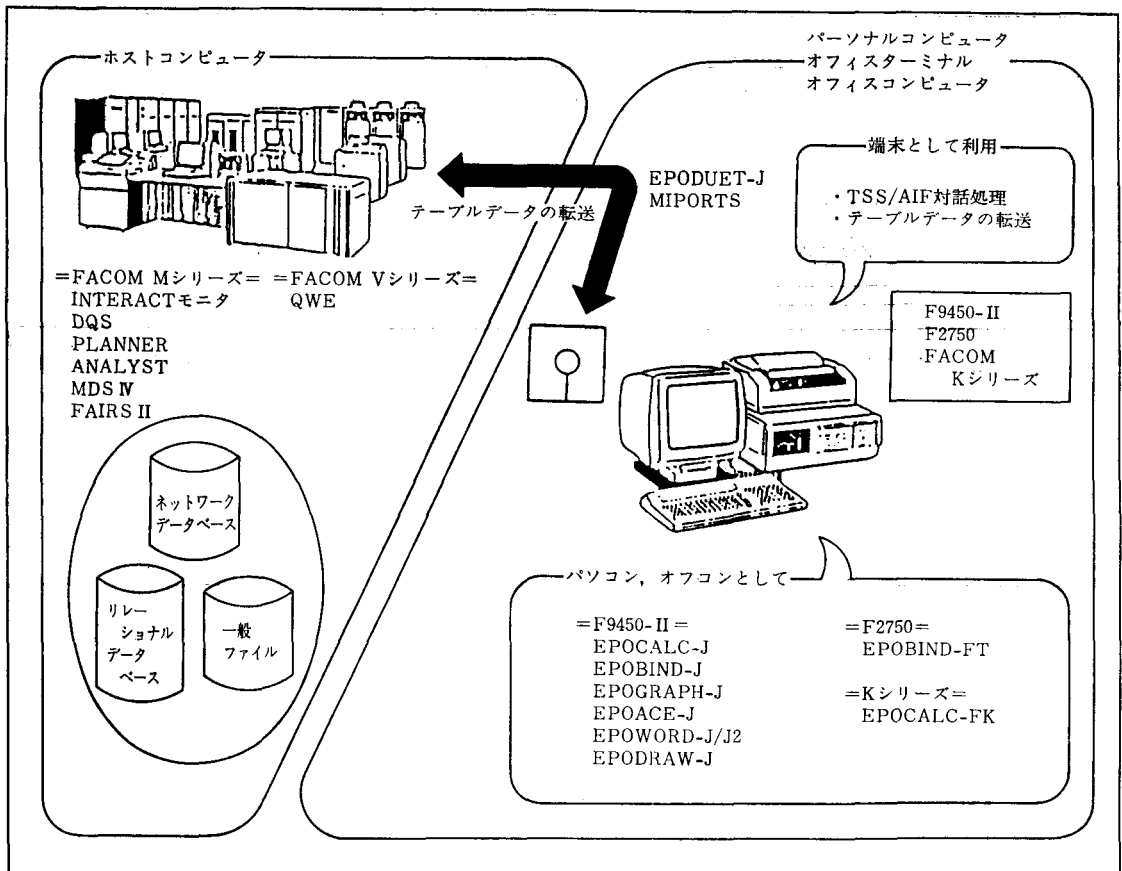 ホストコンピュータ
テーブルデータの転送
=FACOM Mシリーズ= =FACOM Vシリーズ=
INTERACTモニタ QWE
DQS
PLANNER
ANALYST
MDS Ⅳ
FAIRS II
ネットワーク
データベース
リレー
ショナル
データ
ベース
一般
ファイル
パーソナルコンピュータ
オフィスターミナル
オフィスコンピュータ
EPODUET-J
MIPORTS
端末として利用
・TSS/AIF対話処理
・テーブルデータの転送
F9450-II
F2750
FACOM
Kシリーズ
パソコン，オフコンとして
=F9450-II=
EPOCALC-J
EPOBIND-J
EPOGRAPH-J
EPOACE-J
EPOWORD-J/J2
EPODRAW-J
=F2750=
EPOBIND-FT
=Kシリーズ=
EPOCALC-FK